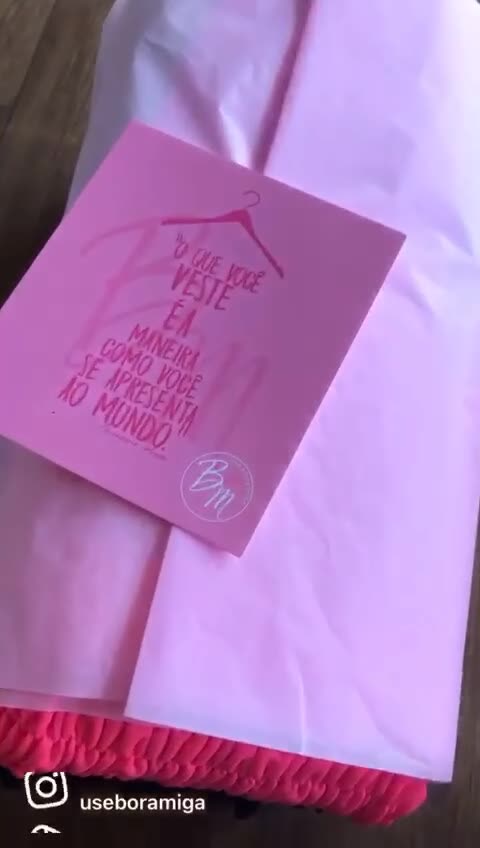 "O QUE VOCÊ
VESTE
É A
MANEIRA
COMO VOCÊ
SE APRESENTA
AO MUNDO.
Bm
useboramiga